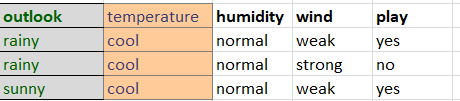 outlook temperature humidity wind play
rainy cool normal weak yes
rainy cool normal strong no
sunny cool normal weak yes